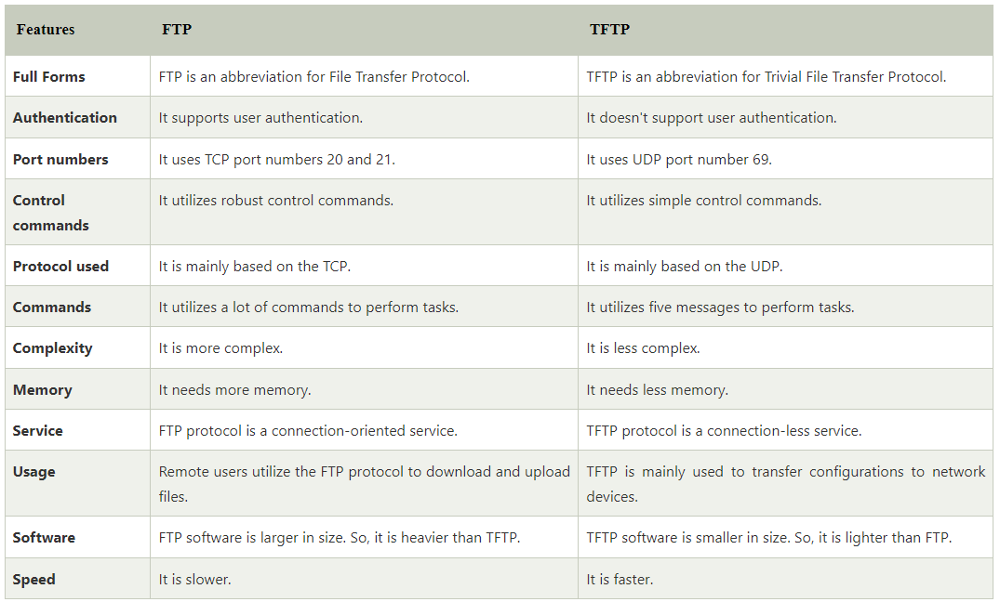 Features FTP TFTP
Full Forms FTP is an abbreviation for File Transfer Protocol. TFTP is an abbreviation for Trivial File Transfer Protocol.
Authentication It supports user authentication. It doesn't support user authentication.
Port numbers It uses TCP port numbers 20 and 21. It uses UDP port number 69.
Control It utilizes robust control commands. It utilizes simple control commands.
commands
Protocol used It is mainly based on the TCP. It is mainly based on the UDP.
Commands It utilizes a lot of commands to perform tasks. It utilizes five messages to perform tasks.
Complexity It is more complex. It is less complex.
Memory It needs more memory. It needs less memory.
Service FTP protocol is a connection-oriented service. TFTP protocol is a connection-less service.
Usage Remote users utilize the FTP protocol to download and upload TFTP is mainly used to transfer configurations to network
files. devices.
Software FTP software is larger in size. So, it is heavier than TFTP. TFTP software is smaller in size. So, it is lighter than FTP.
Speed It is slower. It is faster.